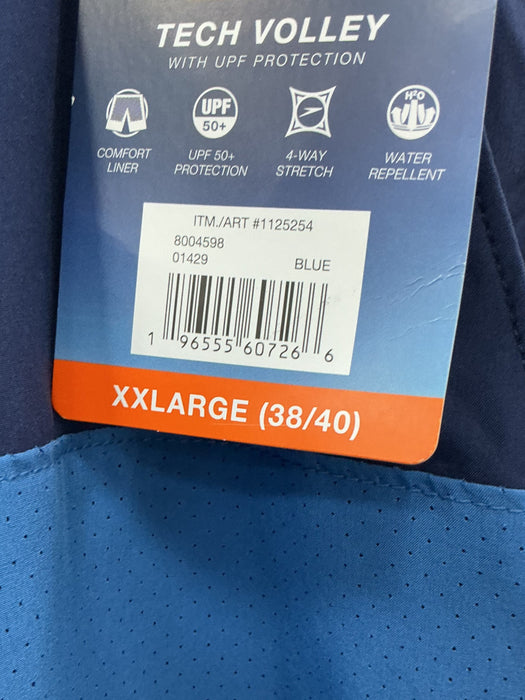 TECH VOLLEY
WITH UPF PROTECTION
UPF
50+
H²O
COMFORT
LINER
UPF 50+
PROTECTION
4-WAY
STRETCH
WATER
REPELLENT
ITM./ART #1125254
8004598
01429
BLUE
1 96555 60726 6
XXLARGE (38/40)